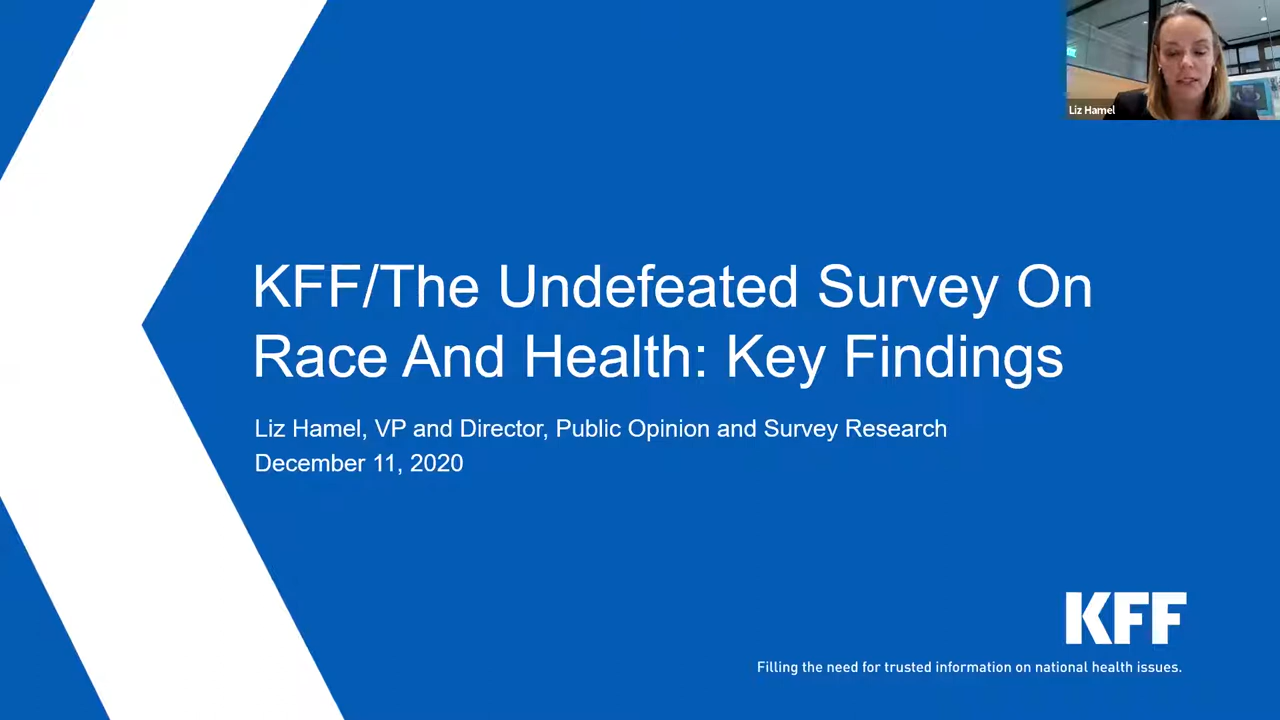 Liz Hamel
KFF/The Undefeated Survey On
Race And Health: Key Findings
Liz Hamel, VP and Director, Public Opinion and Survey Research
December 11, 2020
KFF
Filling the need for trusted information on national health issues.